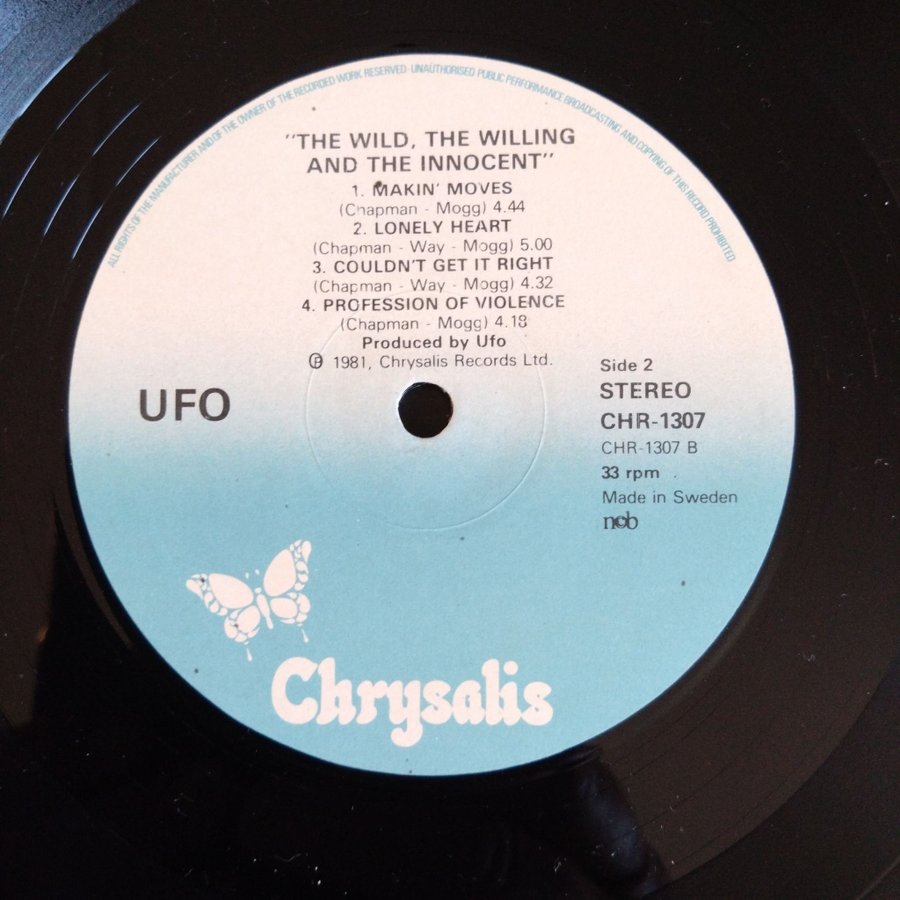 ALL RIGHTS OF THE MANUFACTURER AND OF THE OWNER OF THE RECORDED WORK RESERVED · UNAUTHORISED PUBLIC PERFORMANCE BROADCASTING AND COPYING OF THIS RECORD PROHIBITED
"THE WILD, THE WILLING
AND THE INNOCENT"
1. MAKIN' MOVES
(Chapman - Mogg) 4.44
2. LONELY HEART
(Chapman - Way - Mogg) 5.00
3. COULDN'T GET IT RIGHT
(Chapman - Way - Mogg) 4.32
4. PROFESSION OF VIOLENCE
(Chapman - Mogg) 4.18
Produced by Ufo
℗ 1981, Chrysalis Records Ltd.
UFO
Side 2
STEREO
CHR-1307
CHR-1307 B
33 rpm
Made in Sweden
ncb
Chrysalis